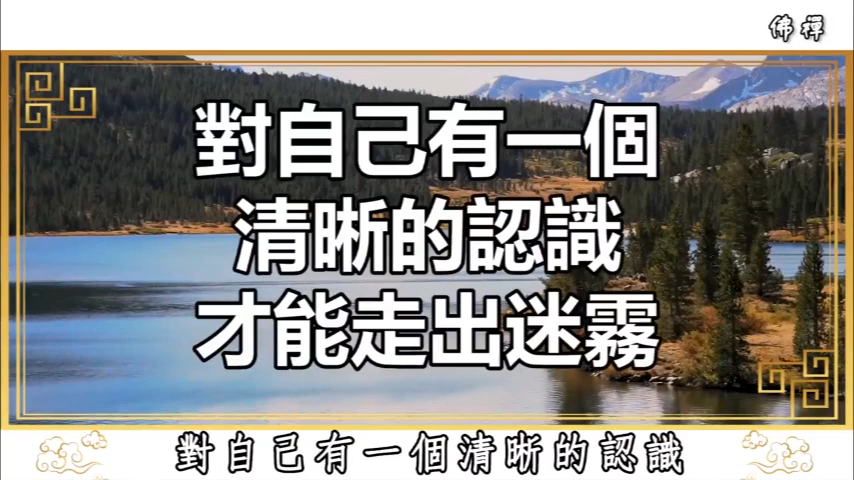 佛禪
對自己有一個
清晰的認識
才能走出迷霧
對自己有一個清晰的認識